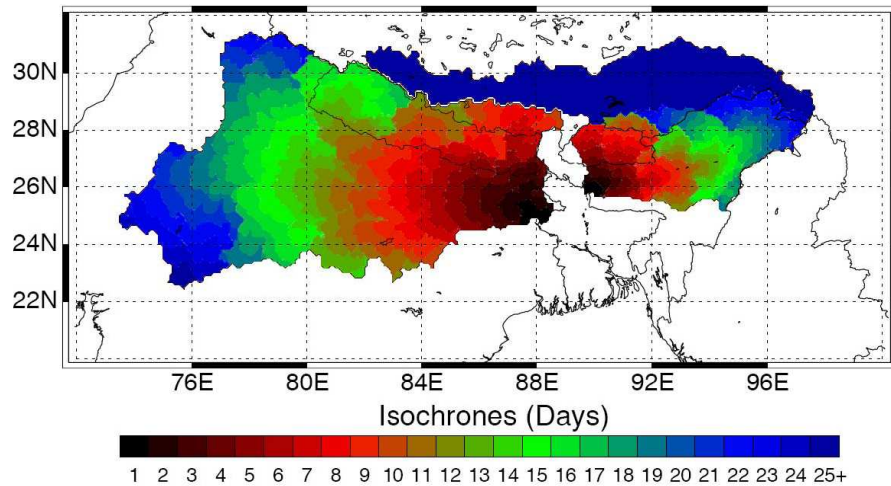 30N
28N
26N
24N
22N
76E 80E 84E 88E 92E 96E
Isochrones (Days)
1 2 3 4 5 6 7 8 9 10 11 12 13 14 15 16 17 18 19 20 21 22 23 24 25+